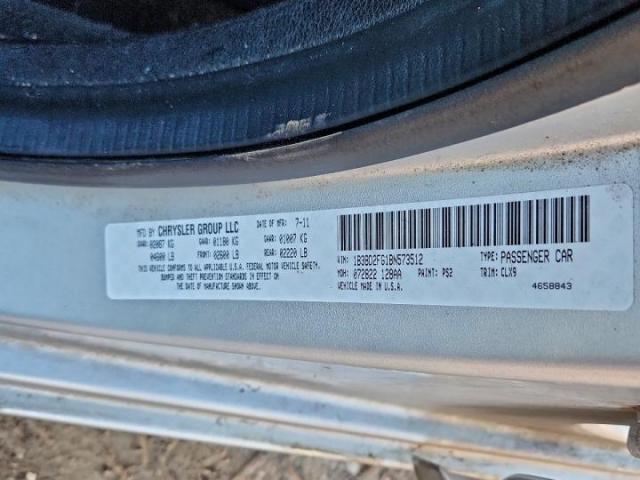 MFD BY CHRYSLER GROUP LLC DATE OF MFR: 7-11
GVWR: 02087 KG GAWR: 01180 KG GAWR: 01007 KG
04600 LB FRONT: 02600 LB REAR: 02220 LB
THIS VEHICLE CONFORMS TO ALL U.S.A. FEDERAL MOTOR VEHICLE SAFETY,
BUMPER AND THEFT PREVENTION STANDARDS IN EFFECT ON
THE DATE OF MANUFACTURE SHOWN ABOVE.
VIN: 1B3BD2FG1BN573512 TYPE: PASSENGER CAR
MDH: 072822 129AA PAINT: PS2 TRIM: CLX9
VEHICLE MADE IN U.S.A. 4658843